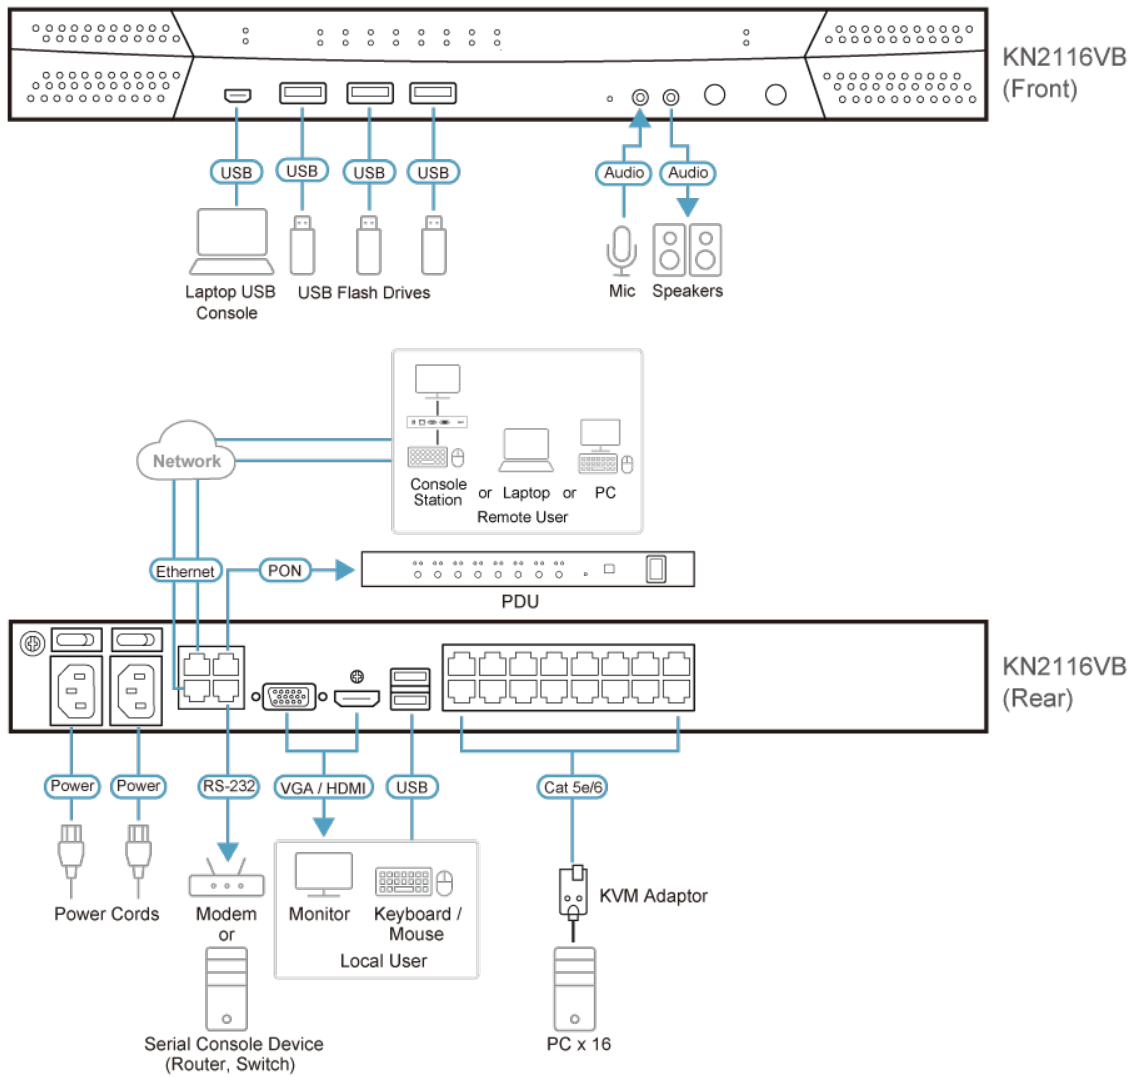 KN2116VB
(Front)
USB
USB
USB
USB
Audio
Audio
Laptop USB
Console
USB Flash Drives
Mic
Speakers
Network
Console
Station
or
Laptop
or
PC
Remote User
Ethernet
PON
PDU
KN2116VB
(Rear)
Power
Power
RS-232
VGA / HDMI
USB
Cat 5e/6
Power Cords
Modem
or
Serial Console Device
(Router, Switch)
Monitor
Keyboard /
Mouse
Local User
KVM Adaptor
PC x 16